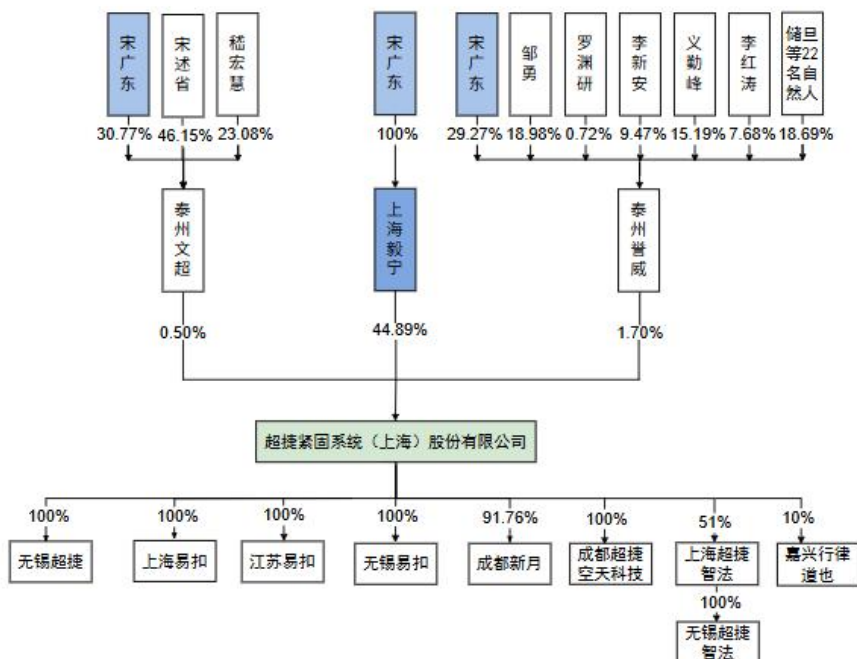 宋广东
宋述省
嵇宏慧
宋广东
宋广东
邹勇
罗渊研
李新安
义勤峰
李红涛
储旦
等22
名自
然人
30.77%
46.15%
23.08%
100%
29.27%
18.98%
0.72%
9.47%
15.19%
7.68%
18.69%
泰州文超
上海毅宁
泰州誉威
0.50%
44.89%
1.70%
超捷紧固系统（上海）股份有限公司
100%
100%
100%
100%
91.76%
100%
51%
10%
无锡超捷
上海易扣
江苏易扣
无锡易扣
成都新月
成都超捷
空天科技
上海超捷
智法
嘉兴行律
道也
100%
无锡超捷
智法